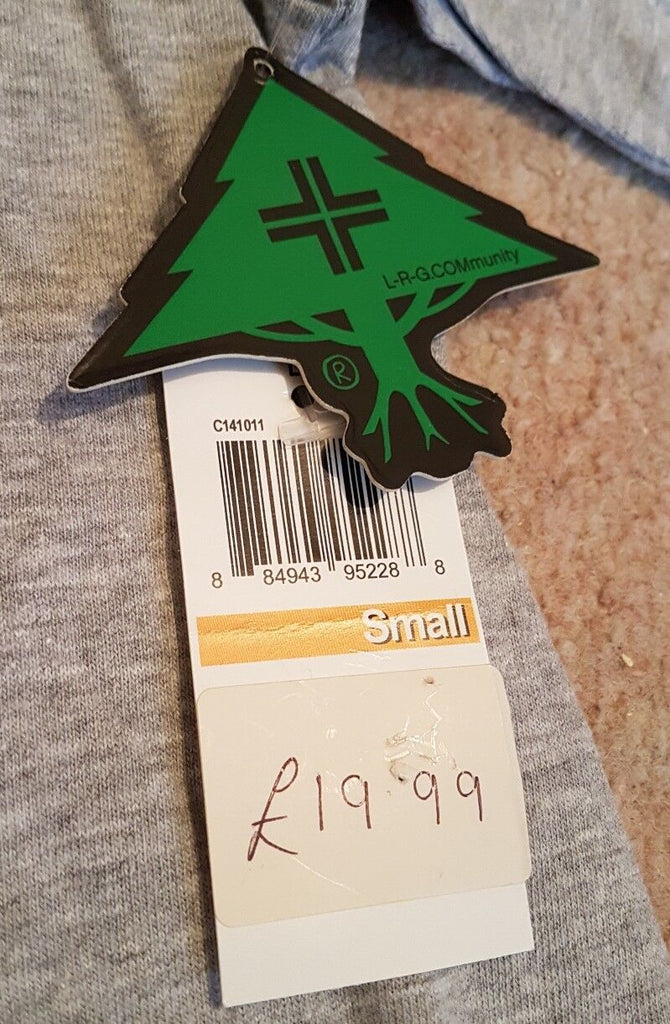 L-R-G.COMmunity
®
C141011
8 84943 95228 8
Small
£19.99